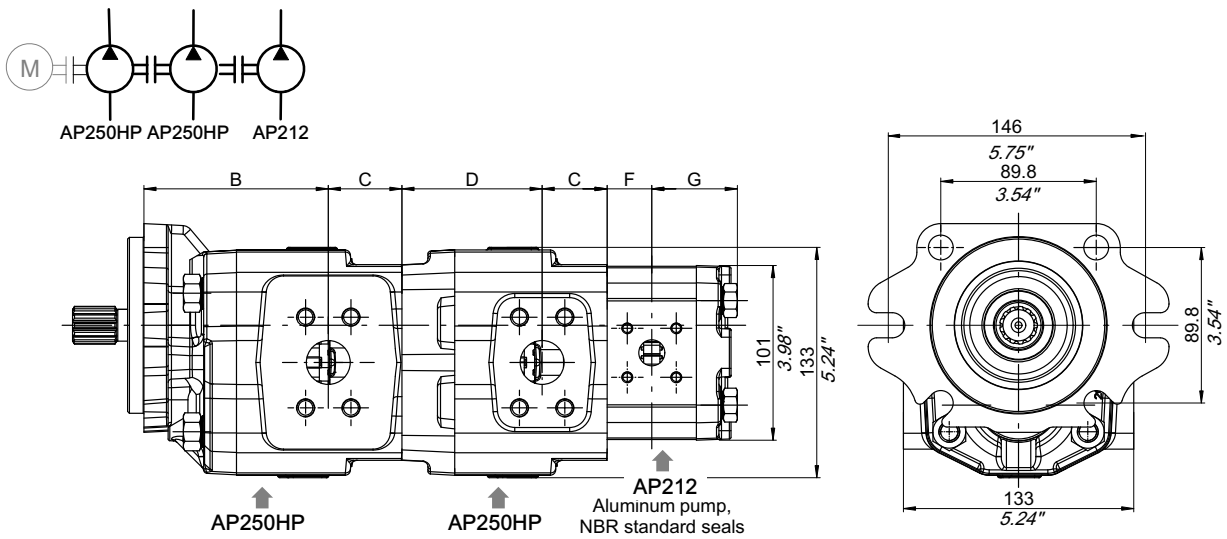 M
AP250HP AP250HP AP212
B C D C F G
101
3.98"
133
5.24"
AP250HP
AP250HP
AP212
Aluminum pump,
NBR standard seals
146
5.75"
89.8
3.54"
89.8
3.54"
133
5.24"